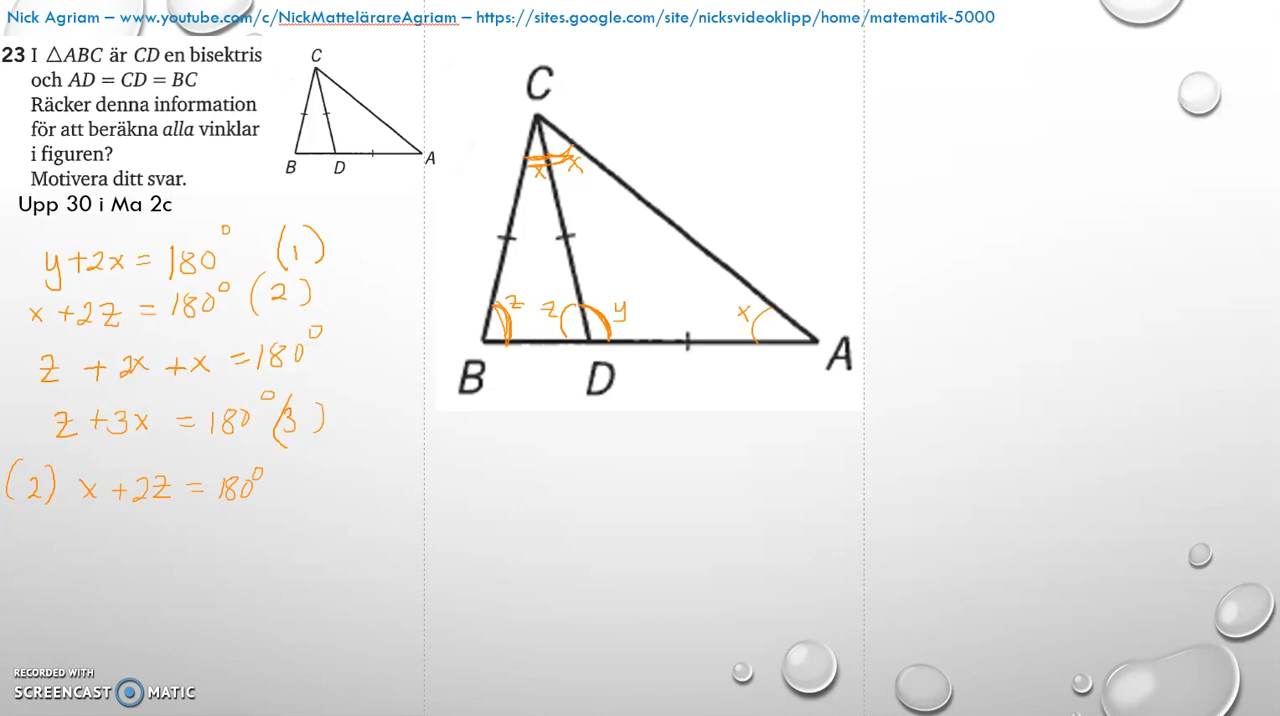 Nick Agriam – www.youtube.com/c/NickMattelärareAgriam – https://sites.google.com/site/nicksvideoklipp/home/matematik-5000
23 I △ABC är CD en bisektris
och AD = CD = BC
Räcker denna information
för att beräkna alla vinklar
i figuren?
Motivera ditt svar.
Upp 30 i Ma 2c
C
B
D
A
y + 2x = 180° (1)
x + 2z = 180° (2)
z + 2x + x = 180°
z + 3x = 180° (3)
(2) x + 2z = 180°
C
x x
z z y x
B D A
RECORDED WITH
SCREENCAST MATIC